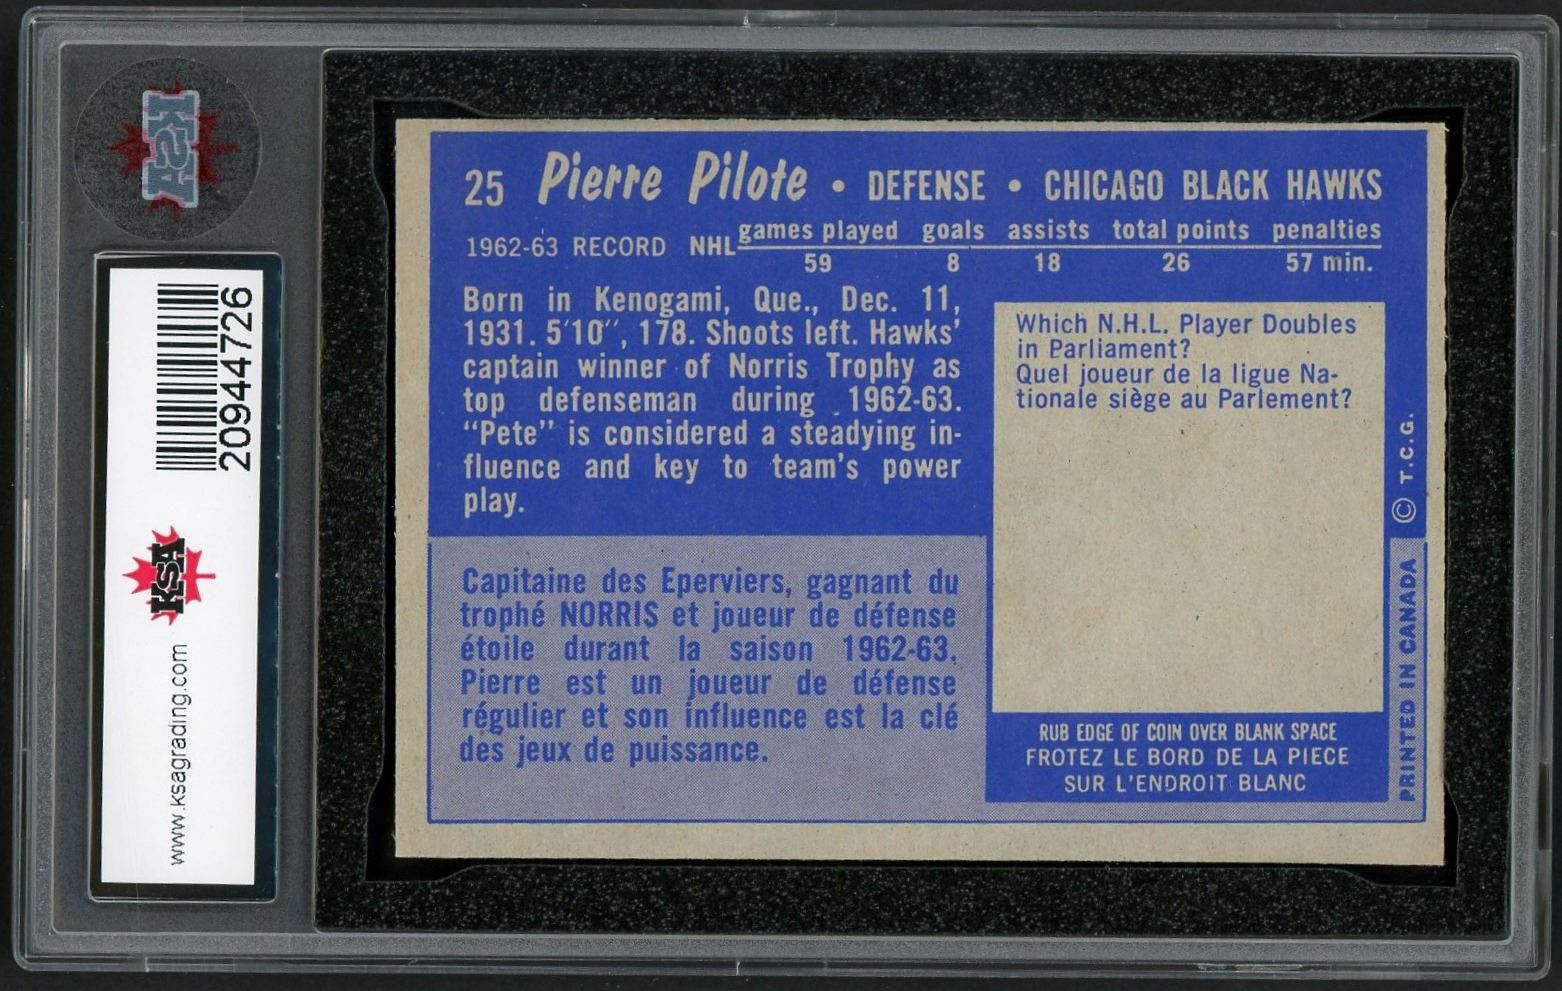 KSA
20944726
KSA
www.ksagrading.com
25 Pierre Pilote • DEFENSE • CHICAGO BLACK HAWKS
1962-63 RECORD NHL games played goals assists total points penalties
59 8 18 26 57 min.
Born in Kenogami, Que., Dec. 11,
1931. 5'10", 178. Shoots left. Hawks'
captain winner of Norris Trophy as
top defenseman during 1962-63.
"Pete" is considered a steadying in-
fluence and key to team's power
play.
Capitaine des Eperviers, gagnant du
trophé NORRIS et joueur de défense
étoile durant la saison 1962-63.
Pierre est un joueur de défense
régulier et son influence est la clé
des jeux de puissance.
Which N.H.L. Player Doubles
in Parliament?
Quel joueur de la ligue Na-
tionale siège au Parlement?
RUB EDGE OF COIN OVER BLANK SPACE
FROTEZ LE BORD DE LA PIECE
SUR L'ENDROIT BLANC
© T.C.G.
PRINTED IN CANADA